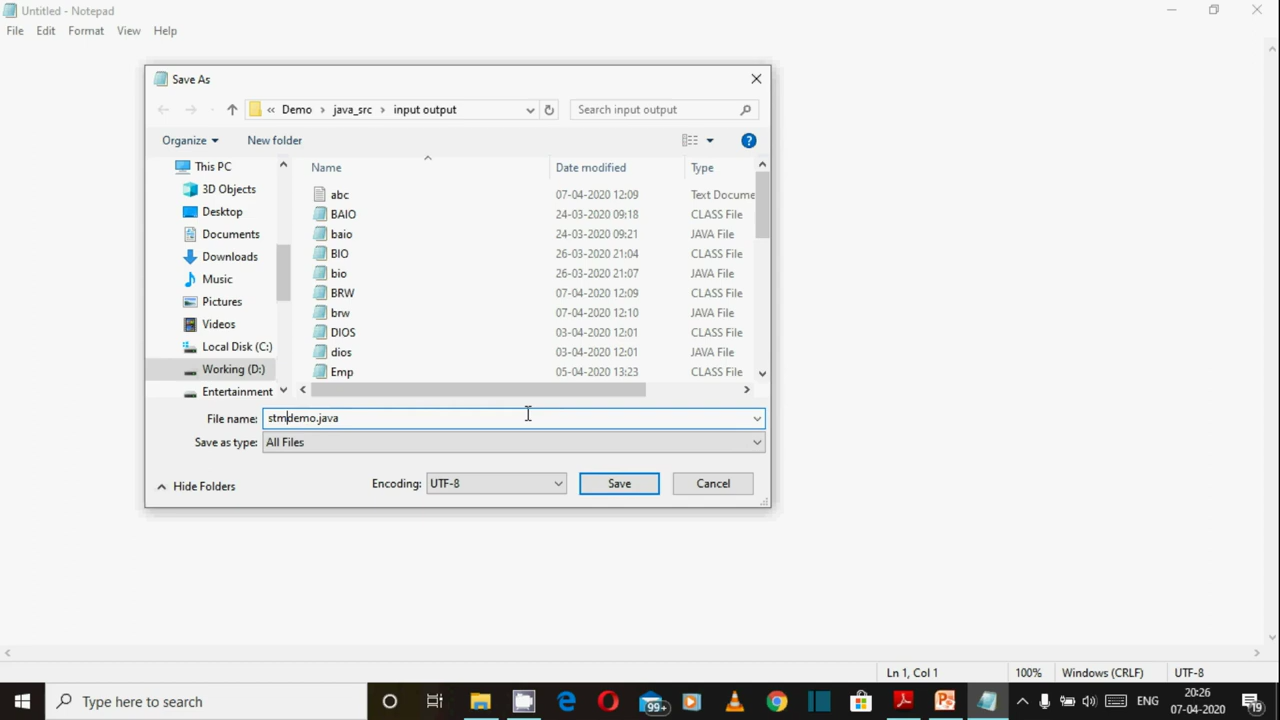 Untitled - Notepad
File Edit Format View Help
Save As
« Demo › java_src › input output
Search input output
Organize
New folder
Name Date modified Type
This PC
3D Objects
Desktop
Documents
Downloads
Music
Pictures
Videos
Local Disk (C:)
Working (D:)
Entertainment
abc 07-04-2020 12:09 Text Docume
BAIO 24-03-2020 09:18 CLASS File
baio 24-03-2020 09:21 JAVA File
BIO 26-03-2020 21:04 CLASS File
bio 26-03-2020 21:07 JAVA File
BRW 07-04-2020 12:09 CLASS File
brw 07-04-2020 12:10 JAVA File
DIOS 03-04-2020 12:01 CLASS File
dios 03-04-2020 12:01 JAVA File
Emp 05-04-2020 13:23 CLASS File
File name: stmdemo.java
Save as type: All Files
Hide Folders
Encoding: UTF-8
Save
Cancel
Ln 1, Col 1 100% Windows (CRLF) UTF-8
Type here to search
99+
ENG
20:26
07-04-2020
19